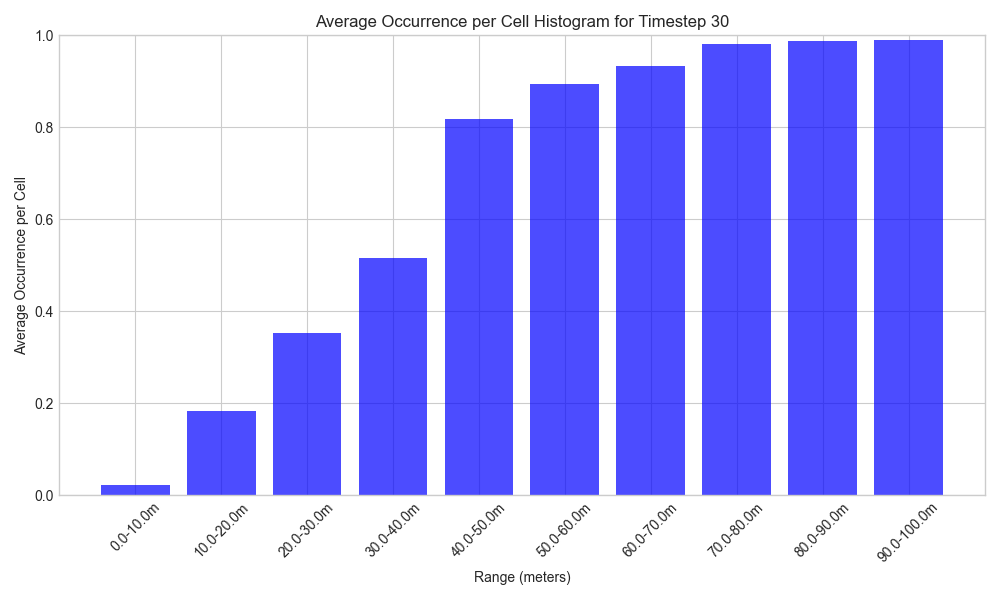 Average Occurrence per Cell Histogram for Timestep 30
Average Occurrence per Cell
1.0
0.8
0.6
0.4
0.2
0.0
0.0-10.0m
10.0-20.0m
20.0-30.0m
30.0-40.0m
40.0-50.0m
50.0-60.0m
60.0-70.0m
70.0-80.0m
80.0-90.0m
90.0-100.0m
Range (meters)